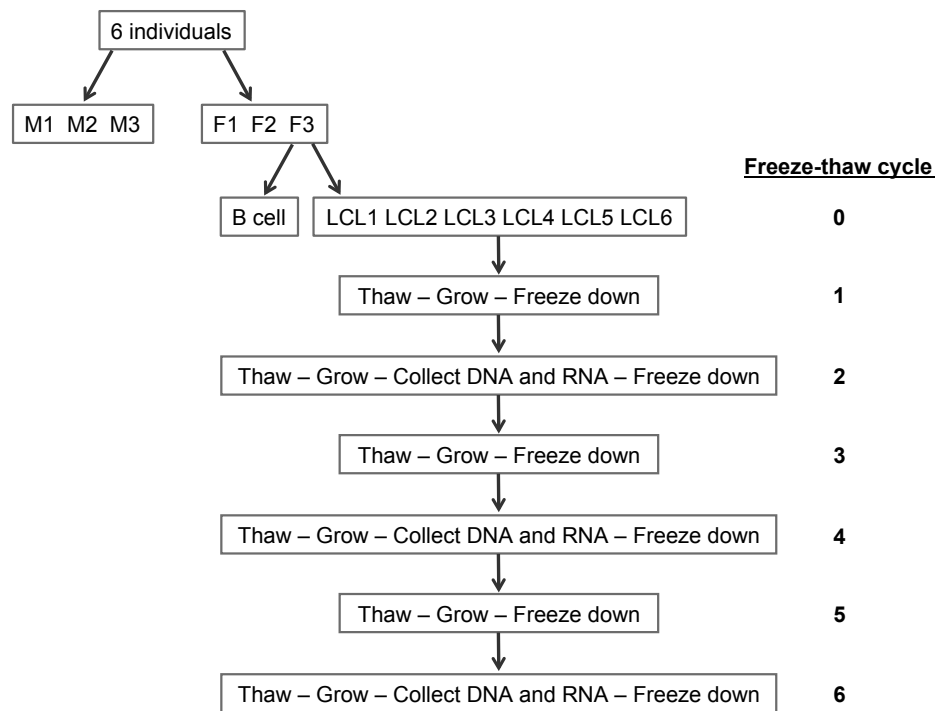 6 individuals
M1 M2 M3
F1 F2 F3
Freeze-thaw cycle
B cell
LCL1 LCL2 LCL3 LCL4 LCL5 LCL6
0
Thaw – Grow – Freeze down
1
Thaw – Grow – Collect DNA and RNA – Freeze down
2
Thaw – Grow – Freeze down
3
Thaw – Grow – Collect DNA and RNA – Freeze down
4
Thaw – Grow – Freeze down
5
Thaw – Grow – Collect DNA and RNA – Freeze down
6